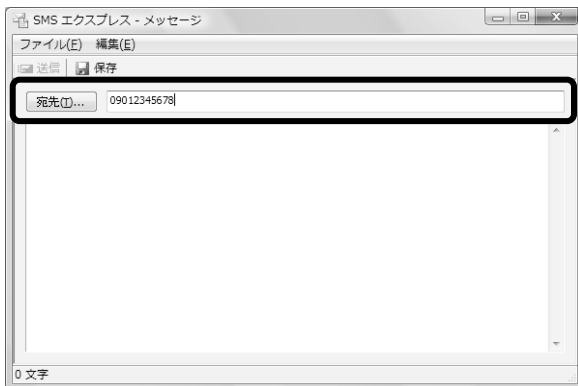 SMS エクスプレス - メッセージ
ファイル(F) 編集(E)
送信 保存
宛先(T)... 09012345678
0 文字